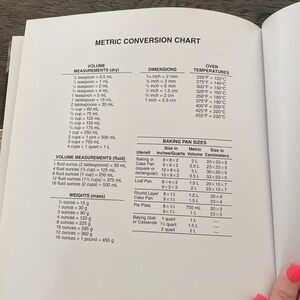 METRIC CONVERSION CHART
VOLUME
MEASUREMENTS (dry)
⅛ teaspoon = 0.5 mL
¼ teaspoon = 1 mL
½ teaspoon = 2 mL
¾ teaspoon = 4 mL
1 teaspoon = 5 mL
1 tablespoon = 15 mL
2 tablespoons = 30 mL
¼ cup = 60 mL
⅓ cup = 75 mL
½ cup = 125 mL
⅔ cup = 150 mL
¾ cup = 175 mL
1 cup = 250 mL
2 cups = 1 pint = 500 mL
3 cups = 750 mL
4 cups = 1 quart = 1 L
VOLUME MEASUREMENTS (fluid)
1 fluid ounce (2 tablespoons) = 30 mL
4 fluid ounces (½ cup) = 125 mL
8 fluid ounces (1 cup) = 250 mL
12 fluid ounces (1½ cups) = 375 mL
16 fluid ounces (2 cups) = 500 mL
WEIGHTS (mass)
½ ounce = 15 g
1 ounce = 30 g
3 ounces = 90 g
4 ounces = 120 g
8 ounces = 225 g
10 ounces = 285 g
12 ounces = 360 g
16 ounces = 1 pound = 450 g
DIMENSIONS
1/16 inch = 2 mm
⅛ inch = 3 mm
¼ inch = 6 mm
½ inch = 1.5 cm
¾ inch = 2 cm
1 inch = 2.5 cm
OVEN
TEMPERATURES
250°F = 120°C
275°F = 140°C
300°F = 150°C
325°F = 160°C
350°F = 180°C
375°F = 190°C
400°F = 200°C
425°F = 220°C
450°F = 230°C
BAKING PAN SIZES
Utensil
Size in Inches/Quarts
Metric Volume
Size in Centimeters
Baking or 8×8×2 2 L 20×20×5
Cake Pan 9×9×2 2.5 L 23×23×5
(square or 12×8×2 3 L 30×20×5
rectangular) 13×9×2 3.5 L 33×23×5
Loaf Pan 8×4×3 1.5 L 20×10×7
9×5×3 2 L 23×13×7
Round Layer 8×1½ 1.2 L 20×4
Cake Pan 9×1½ 1.5 L 23×4
Pie Plate 8×1¼ 750 mL 20×3
9×1¼ 1 L 23×3
Baking Dish 1 quart 1 L —
or Casserole 1½ quart 1.5 L —
2 quart 2 L —